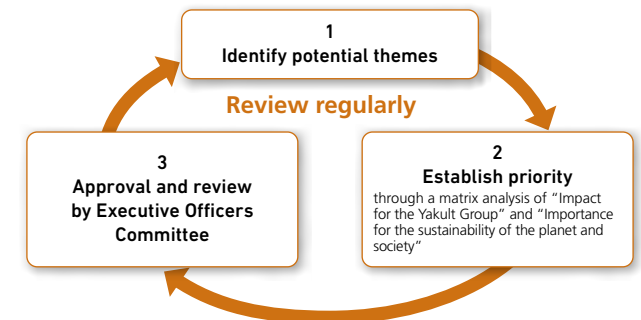 1
Identify potential themes
Review regularly
2
Establish priority
through a matrix analysis of “Impact
for the Yakult Group” and “Importance
for the sustainability of the planet and
society”
3
Approval and review
by Executive Officers
Committee